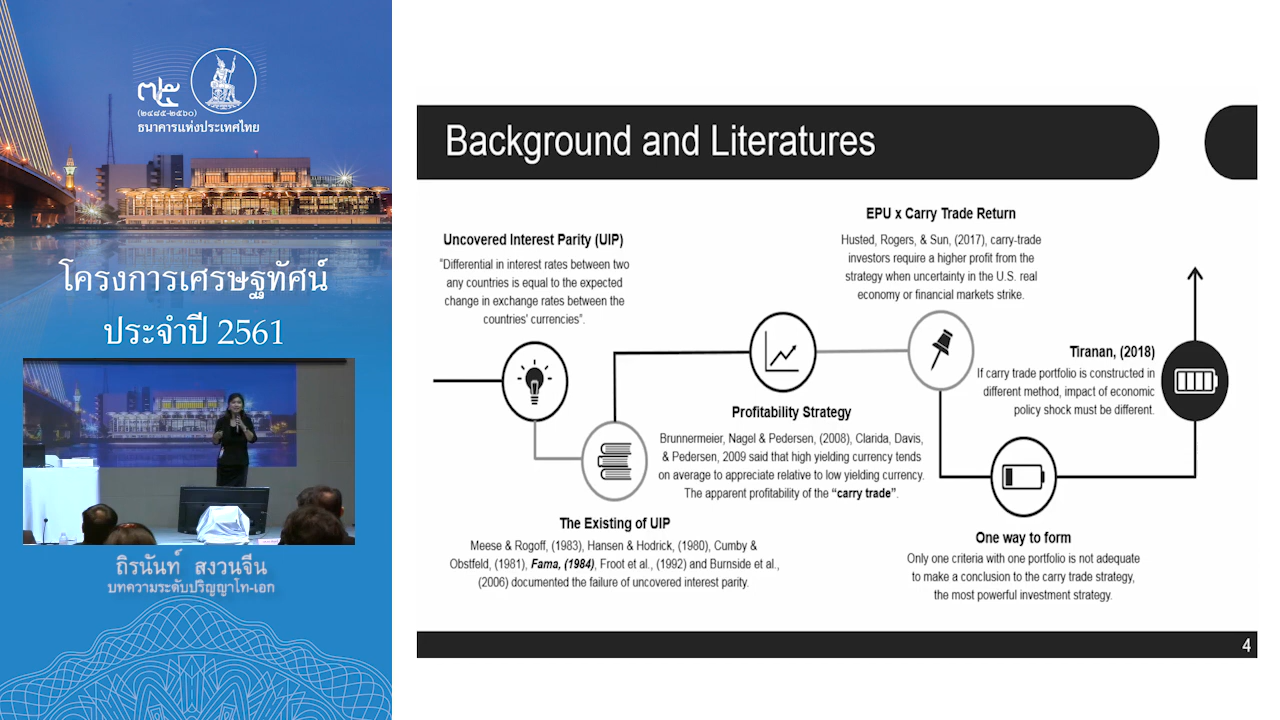 ๗๕
(๒๔๘๕-๒๕๖๐)
ธนาคารแห่งประเทศไทย
โครงการเศรษฐทัศน์
ประจำปี 2561
ถิรนันท์ สงวนจีน
บทความระดับปริญญาโท-เอก
Background and Literatures
Uncovered Interest Parity (UIP)
"Differential in interest rates between two
any countries is equal to the expected
change in exchange rates between the
countries' currencies".
The Existing of UIP
Meese & Rogoff, (1983), Hansen & Hodrick, (1980), Cumby &
Obstfeld, (1981), Fama, (1984), Froot et al., (1992) and Burnside et al.,
(2006) documented the failure of uncovered interest parity.
Profitability Strategy
Brunnermeier, Nagel & Pedersen, (2008), Clarida, Davis,
& Pedersen, 2009 said that high yielding currency tends
on average to appreciate relative to low yielding currency.
The apparent profitability of the “carry trade”.
EPU x Carry Trade Return
Husted, Rogers, & Sun, (2017), carry-trade
investors require a higher profit from the
strategy when uncertainty in the U.S. real
economy or financial markets strike.
One way to form
Only one criteria with one portfolio is not adequate
to make a conclusion to the carry trade strategy,
the most powerful investment strategy.
Tiranan, (2018)
If carry trade portfolio is constructed in
different method, impact of economic
policy shock must be different.
4